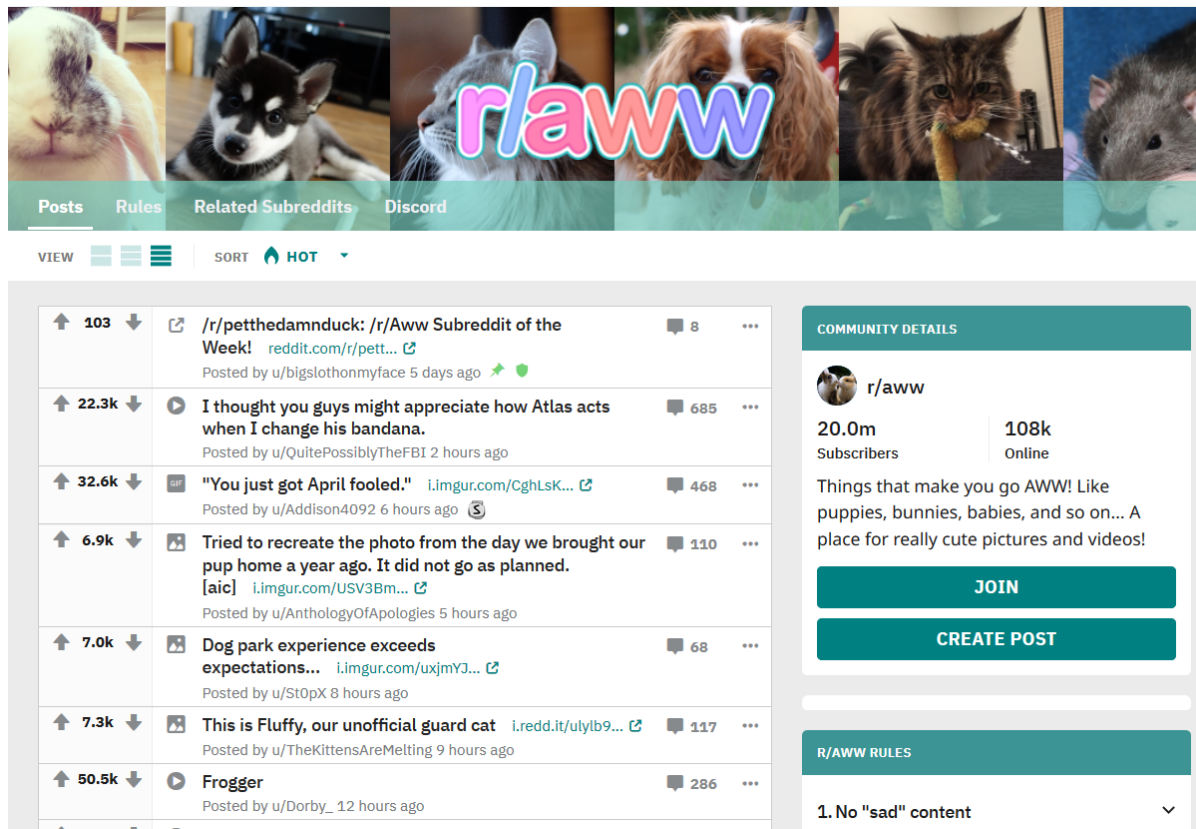 r/aww
Posts Rules Related Subreddits Discord
VIEW SORT HOT
103 /r/petthedamnduck: /r/Aww Subreddit of the 8
Week! reddit.com/r/pett...
Posted by u/bigslothonmyface 5 days ago
22.3k I thought you guys might appreciate how Atlas acts 685
when I change his bandana.
Posted by u/QuitePossiblyTheFBI 2 hours ago
32.6k GIF "You just got April fooled." i.imgur.com/CghLsK... 468
Posted by u/Addison4092 6 hours ago S
6.9k Tried to recreate the photo from the day we brought our 110
pup home a year ago. It did not go as planned.
[aic] i.imgur.com/USV3Bm...
Posted by u/AnthologyOfApologies 5 hours ago
7.0k Dog park experience exceeds 68
expectations... i.imgur.com/uxjmYJ...
Posted by u/St0pX 8 hours ago
7.3k This is Fluffy, our unofficial guard cat i.redd.it/ulylb9... 117
Posted by u/TheKittensAreMelting 9 hours ago
50.5k Frogger 286
Posted by u/Dorby_ 12 hours ago
COMMUNITY DETAILS
r/aww
20.0m 108k
Subscribers Online
Things that make you go AWW! Like
puppies, bunnies, babies, and so on... A
place for really cute pictures and videos!
JOIN
CREATE POST
R/AWW RULES
1. No "sad" content